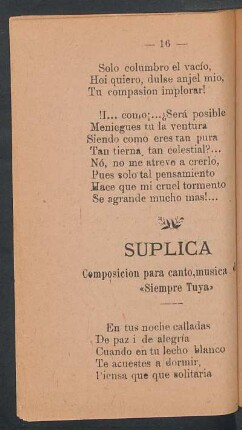 — 16 —
Solo columbro el vacío,
Hoi quiero, dulse anjel mio,
Tu compasion implorar!
I... como;...¿Será posible
Meniegues tu la ventura
Siendo como eres tan pura
Tan tierna, tan celestial?...
Nó, no me atreve a crerlo,
Pues solo tal pensamiento
Hace que mi cruel tormento
Se agrande mucho mas!...
SUPLICA
Composicion para canto, musica d
«Siempre Tuya»
En tus noche calladas
De paz i de alegría
Cuando en tu lecho blanco
Te acuestes a dormir,
Piensa que que solitaria